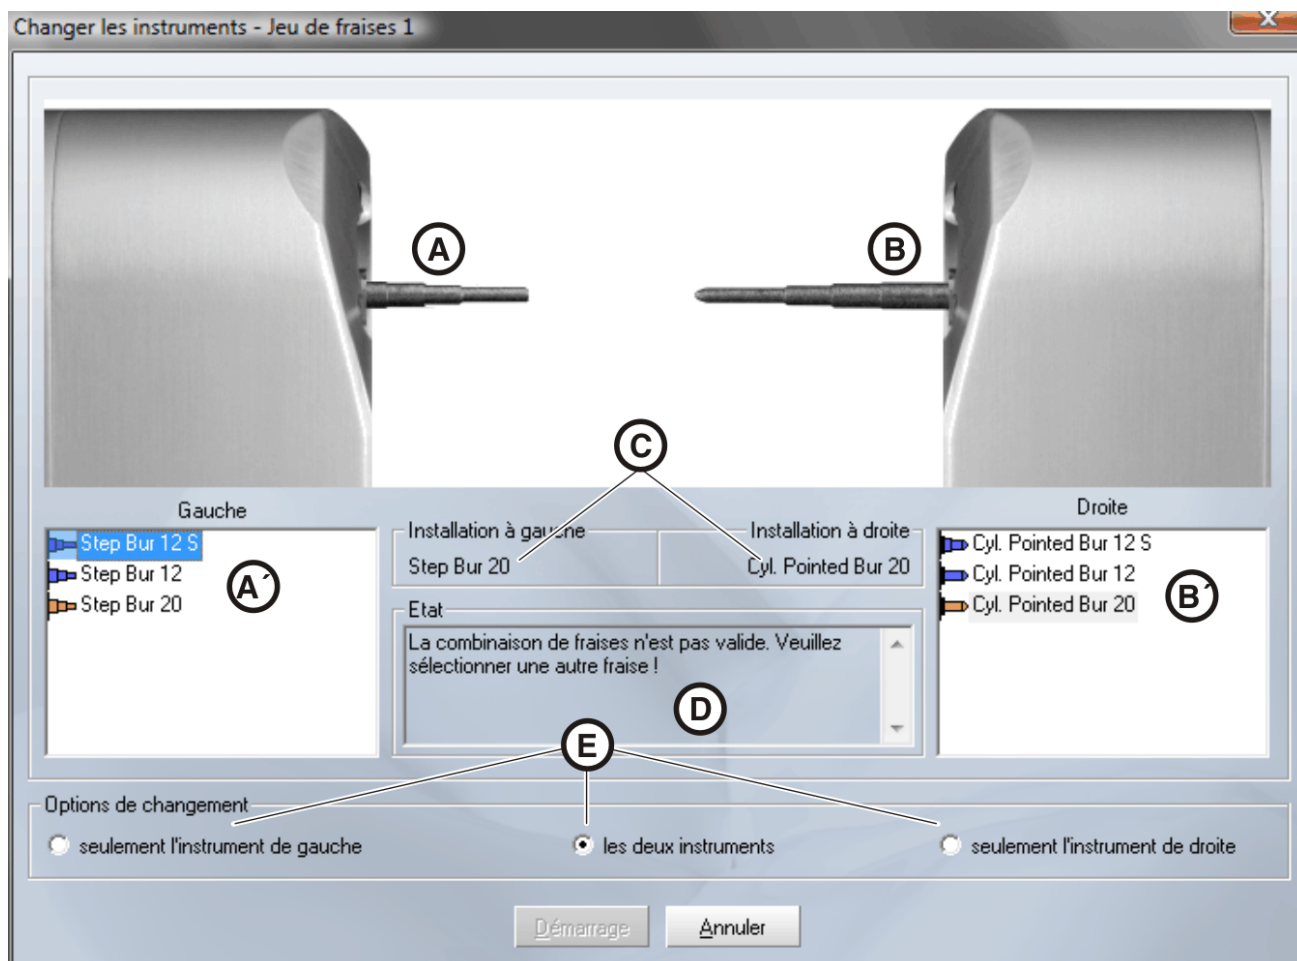 Changer les instruments - Jeu de fraises 1
A
B
C
Gauche
Droite
Step Bur 12 S
Step Bur 12
Step Bur 20
A´
Installation à gauche
Installation à droite
Step Bur 20
Cyl. Pointed Bur 20
Etat
La combinaison de fraises n'est pas valide. Veuillez
sélectionner une autre fraise !
D
Cyl. Pointed Bur 12 S
Cyl. Pointed Bur 12
Cyl. Pointed Bur 20
B´
E
Options de changement
seulement l'instrument de gauche
les deux instruments
seulement l'instrument de droite
Démarrage
Annuler